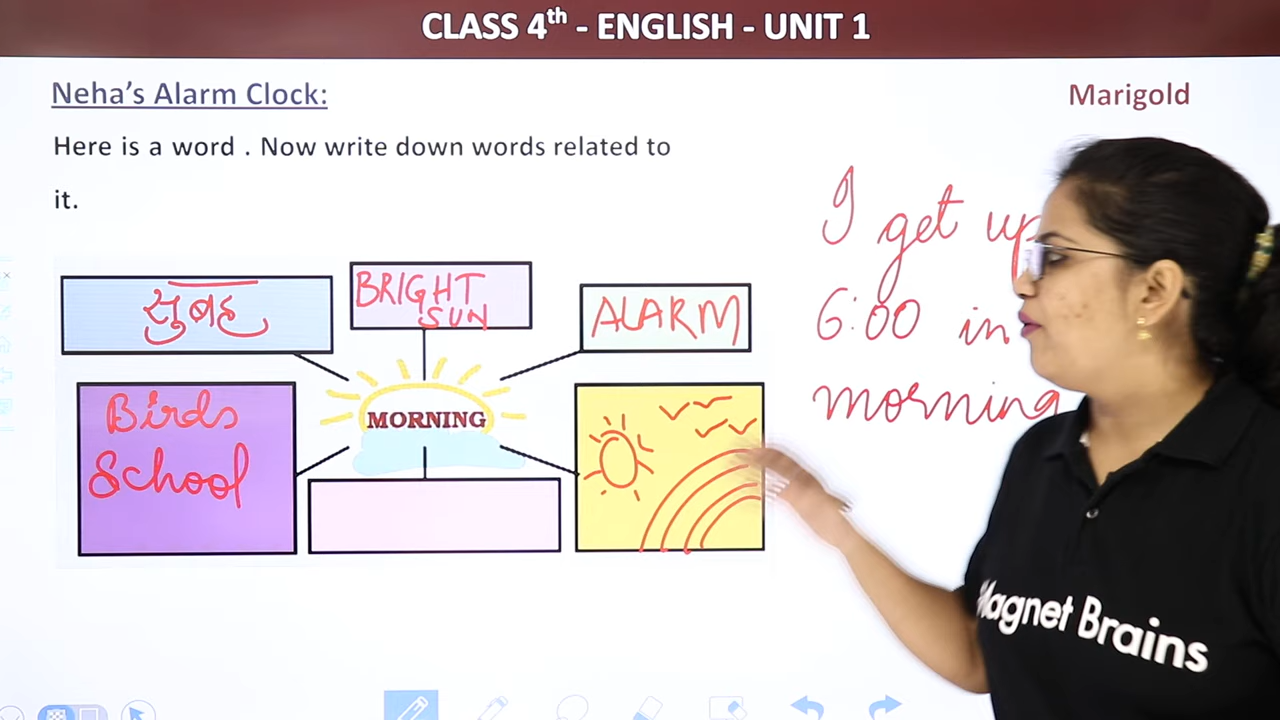 CLASS 4th - ENGLISH - UNIT 1
Neha's Alarm Clock:
Marigold
Here is a word . Now write down words related to
it.
सुबह
BRIGHT
SUN
ALARM
MORNING
Birds
School
I get up
6:00 in
morning
Magnet Brains